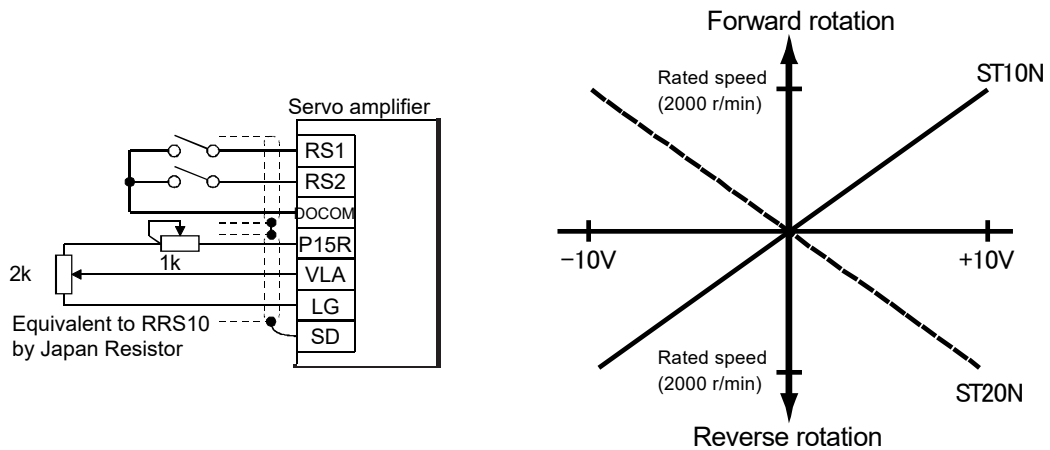 Servo amplifier
RS1
RS2
DOCOM
P15R
1k
VLA
2k
LG
Equivalent to RRS10
by Japan Resistor
SD
Forward rotation
Rated speed
(2000 r/min)
ST10N
−10V
+10V
Rated speed
(2000 r/min)
ST20N
Reverse rotation